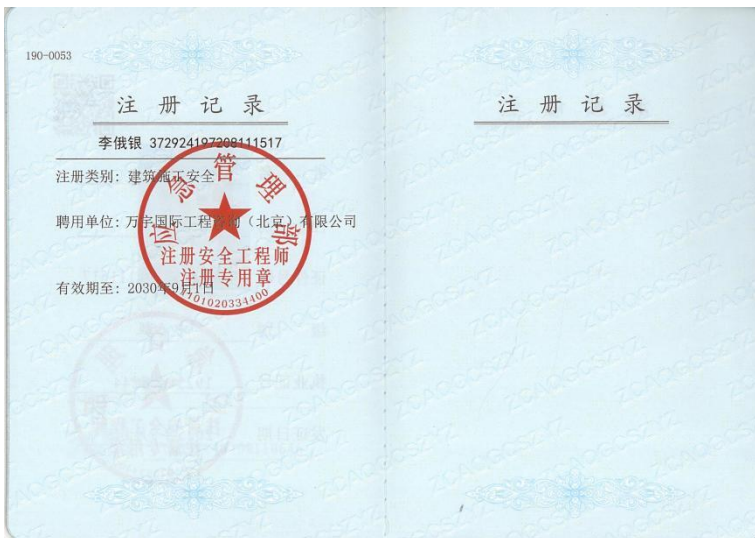 190-0053
注册记录
李俄银 372924197208111517
注册类别: 建筑施工安全
聘用单位: 万宇国际工程咨询(北京)有限公司
有效期至: 2030年9月1日
应急管理部
注册安全工程师
注册专用章
1101020334400
注册记录